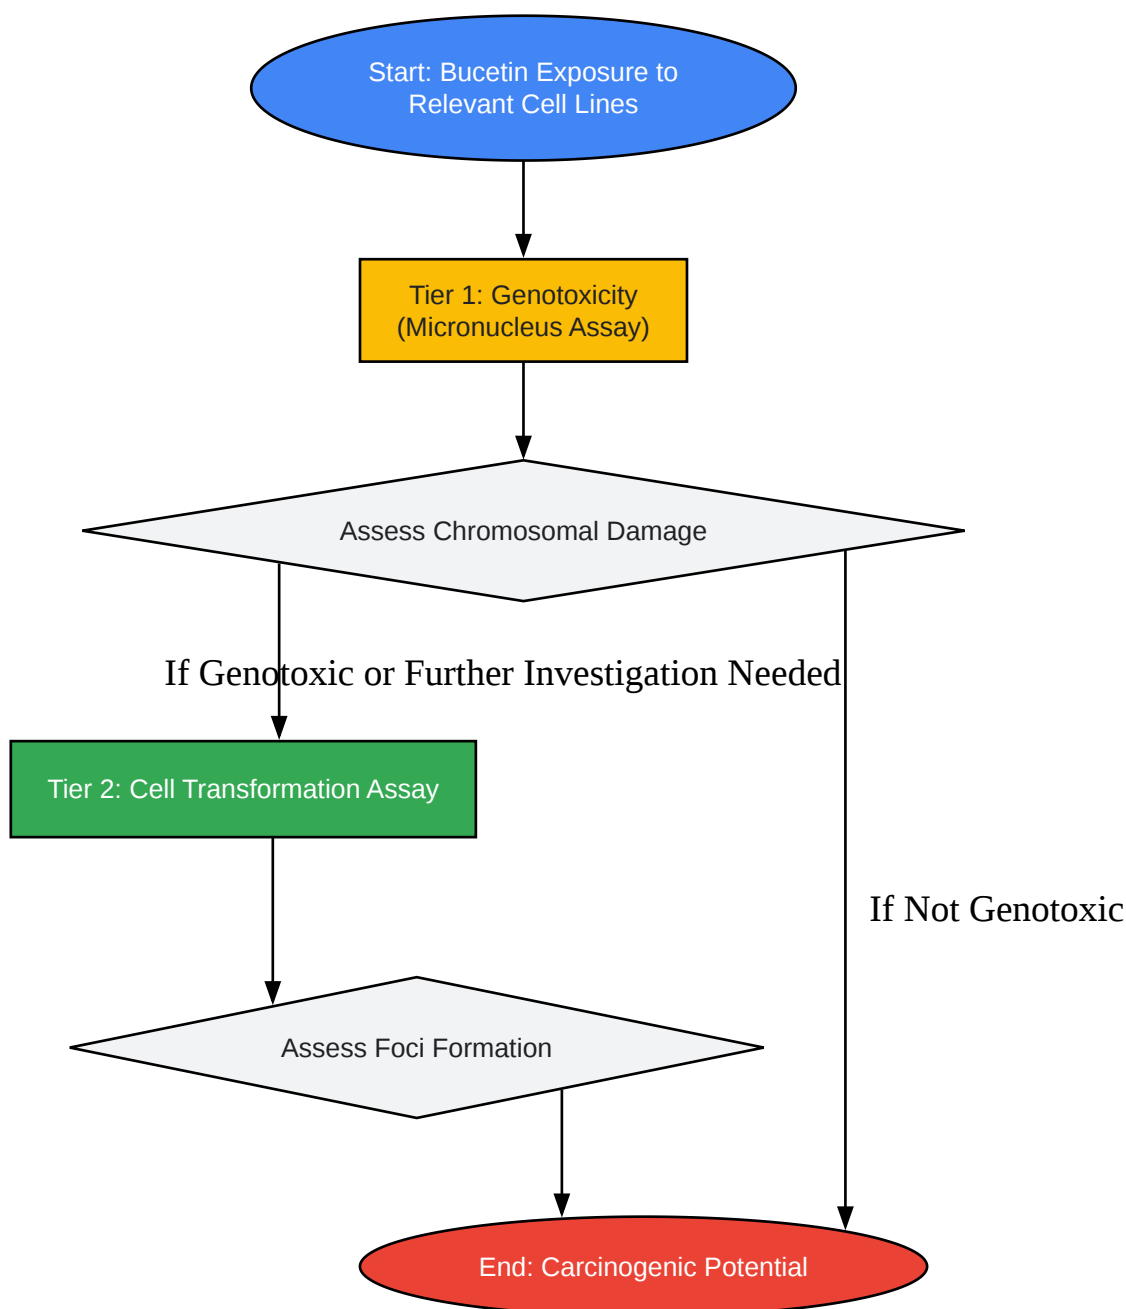 Start: Bucetin Exposure to
Relevant Cell Lines
Tier 1: Genotoxicity
(Micronucleus Assay)
Assess Chromosomal Damage
If Genotoxic or Further Investigation Needed
Tier 2: Cell Transformation Assay
If Not Genotoxic
Assess Foci Formation
End: Carcinogenic Potential